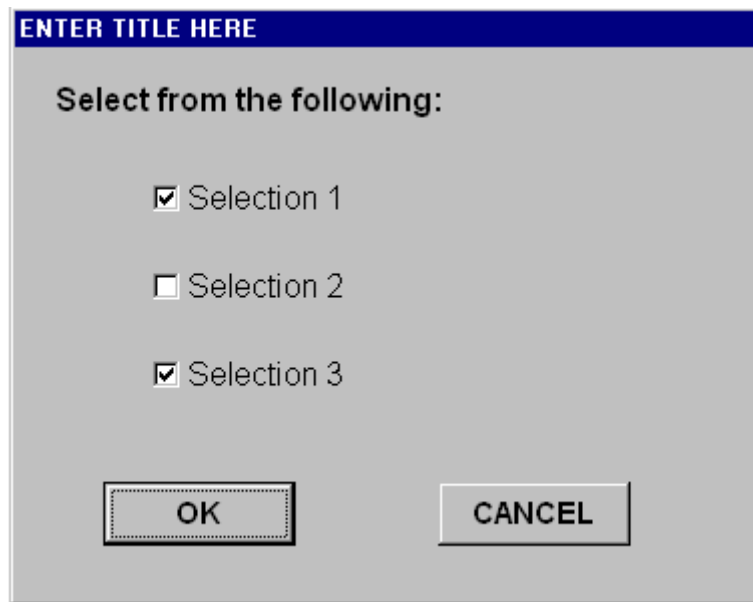 ENTER TITLE HERE
Select from the following:
Selection 1
Selection 2
Selection 3
OK CANCEL